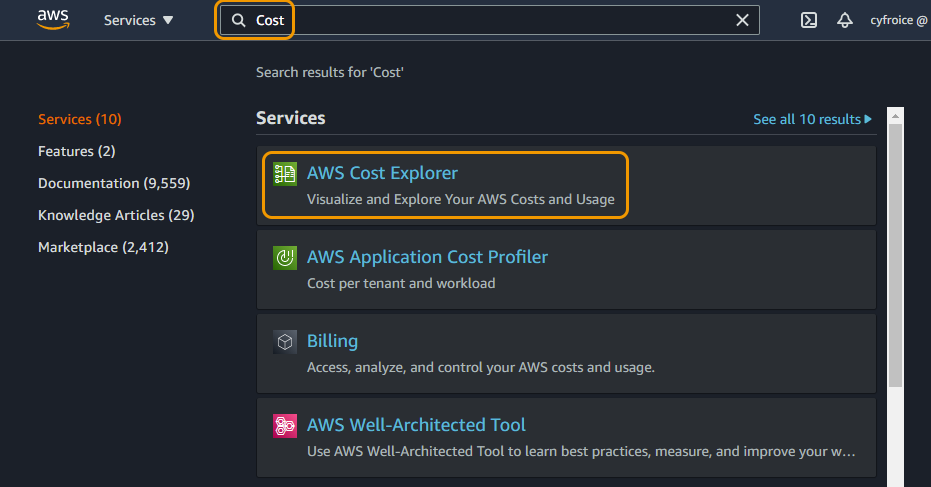 aws
Services
Cost
cyfroice @
Search results for 'Cost'
Services (10)
Features (2)
Documentation (9,559)
Knowledge Articles (29)
Marketplace (2,412)
Services
See all 10 results
AWS Cost Explorer
Visualize and Explore Your AWS Costs and Usage
AWS Application Cost Profiler
Cost per tenant and workload
Billing
Access, analyze, and control your AWS costs and usage.
AWS Well-Architected Tool
Use AWS Well-Architected Tool to learn best practices, measure, and improve your w…